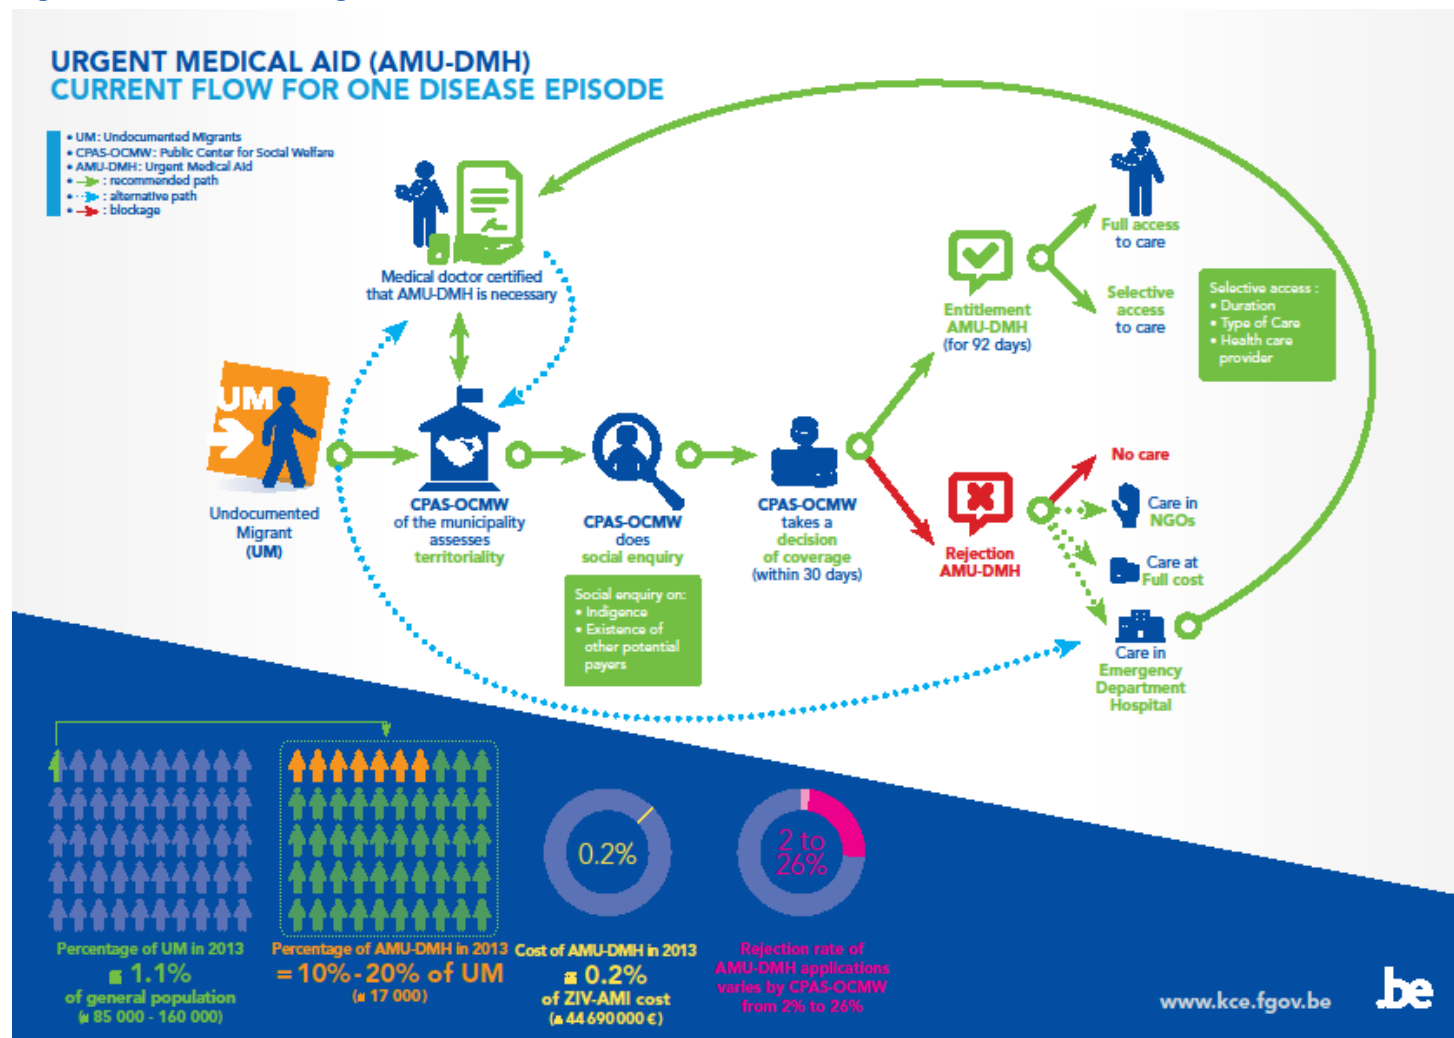 URGENT MEDICAL AID (AMU-DMH)
CURRENT FLOW FOR ONE DISEASE EPISODE
• UM : Undocumented Migrants
• CPAS-OCMW : Public Center for Social Welfare
• AMU-DMH : Urgent Medical Aid
• : recommended path
• : alternative path
• : blockage
Medical doctor certified
that AMU-DMH is necessary
UM
Undocumented
Migrant
(UM)
CPAS-OCMW
of the municipality
assesses
territoriality
CPAS-OCMW
does
social enquiry
Social enquiry on:
• Indigence
• Existence of
other potential
payers
CPAS-OCMW
takes a
decision
of coverage
(within 30 days)
Entitlement
AMU-DMH
(for 92 days)
Full access
to care
Selective
access
to care
Selective access :
• Duration
• Type of Care
• Health care
provider
Rejection
AMU-DMH
No care
Care in
NGOs
Care at
Full cost
Care in
Emergency
Department
Hospital
Percentage of UM in 2013
1.1%
of general population
(≈ 85 000 - 160 000)
Percentage of AMU-DMH in 2013
= 10% - 20% of UM
(≈ 17 000)
0.2%
Cost of AMU-DMH in 2013
≈ 0.2%
of ZIV-AMI cost
(≈ 44 690 000 €)
2 to
26%
Rejection rate of
AMU-DMH applications
varies by CPAS-OCMW
from 2% to 26%
www.kce.fgov.be
.be